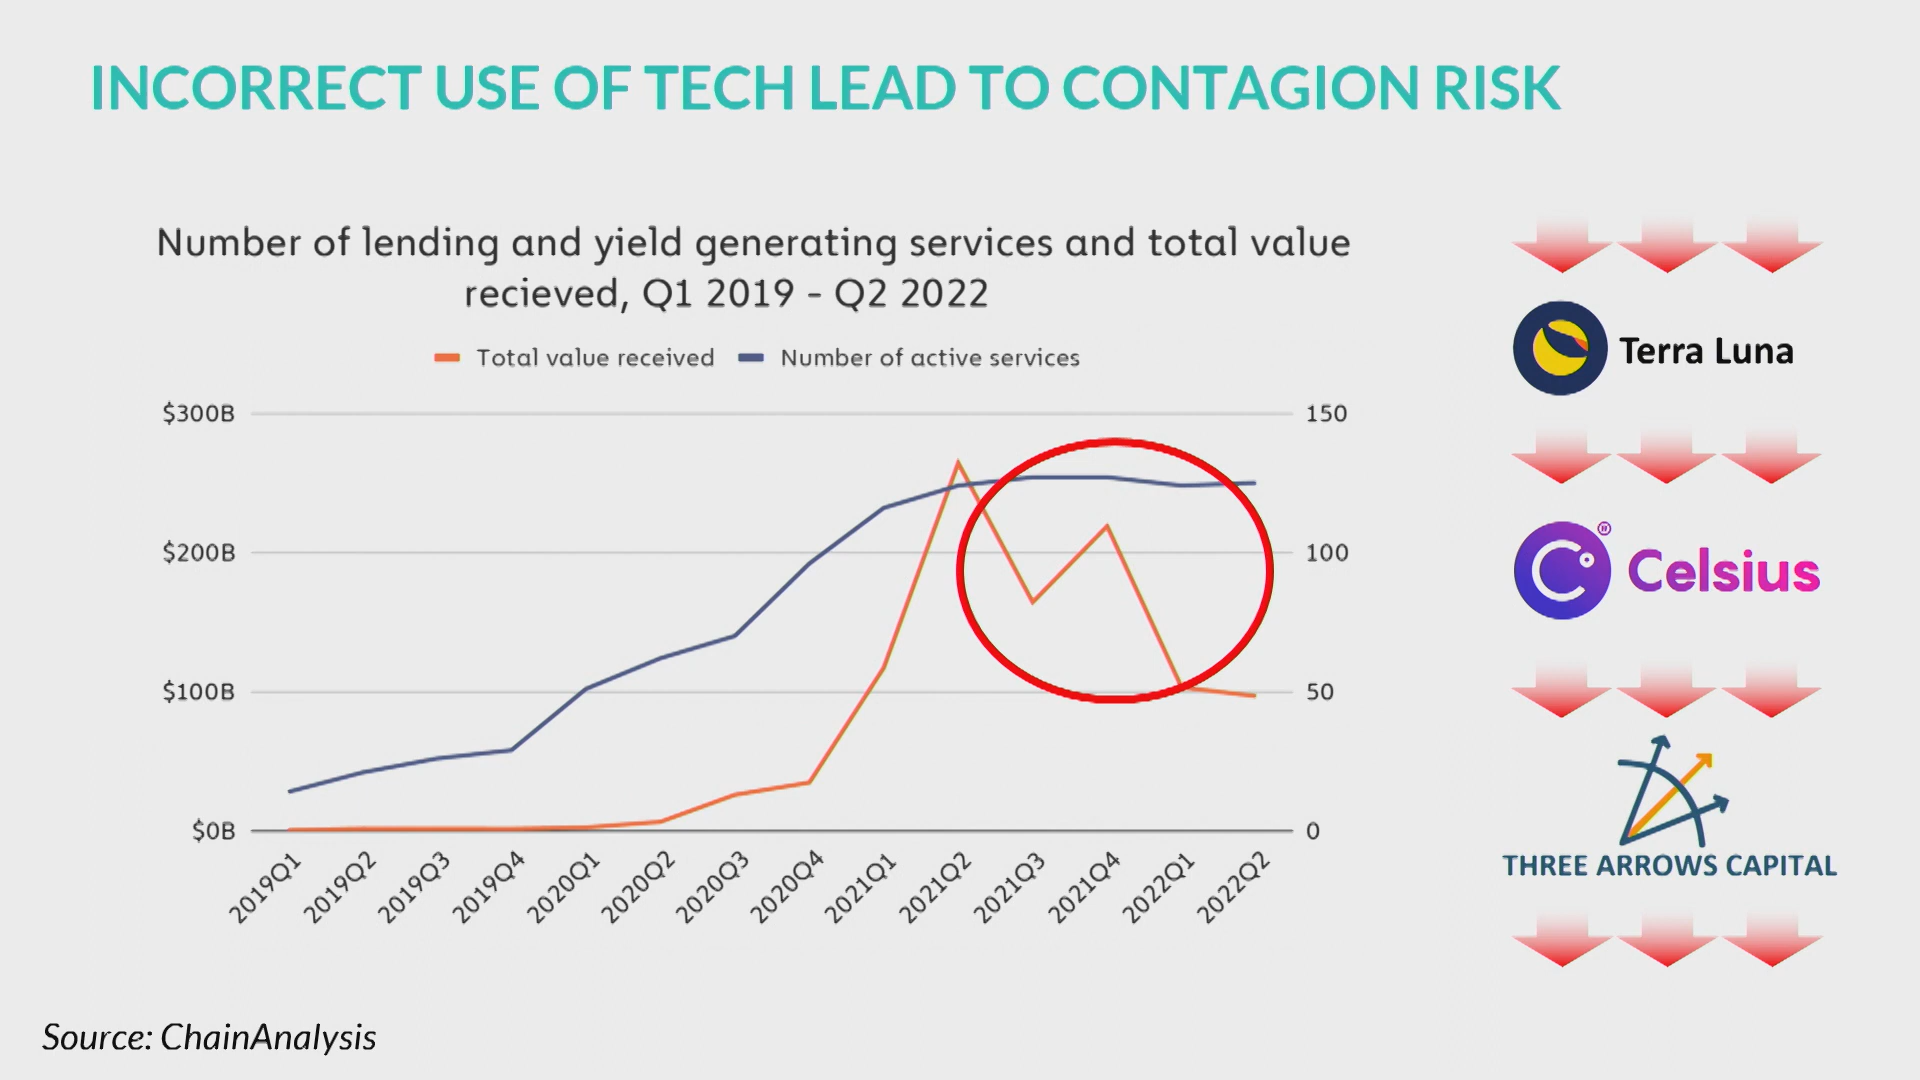 INCORRECT USE OF TECH LEAD TO CONTAGION RISK
Number of lending and yield generating services and total value
recieved, Q1 2019 - Q2 2022
Total value received
Number of active services
$300B
$200B
$100B
$0B
150
100
50
0
2019Q1
2019Q2
2019Q3
2019Q4
2020Q1
2020Q2
2020Q3
2020Q4
2021Q1
2021Q2
2021Q3
2021Q4
2022Q1
2022Q2
Terra Luna
Celsius®
THREE ARROWS CAPITAL
Source: ChainAnalysis